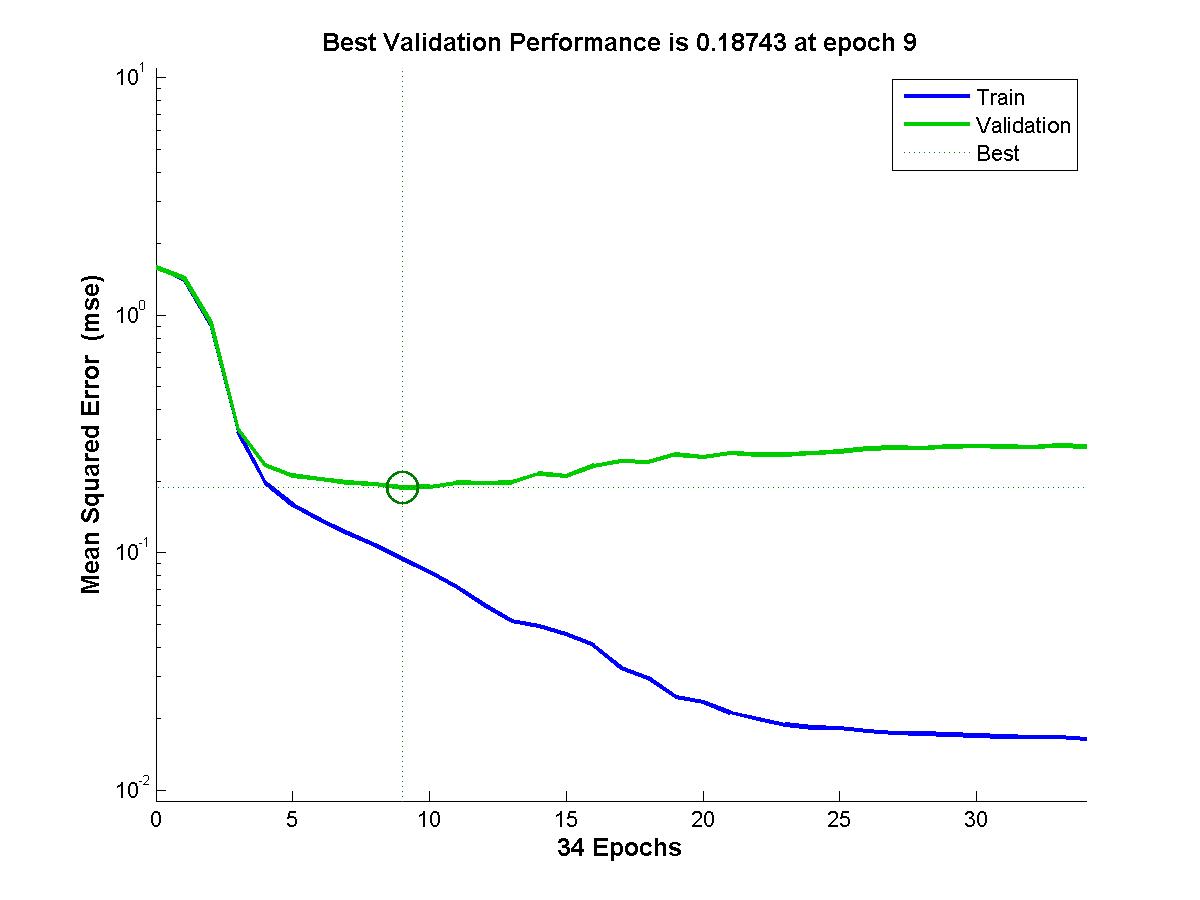 Best Validation Performance is 0.18743 at epoch 9
Train
Validation
Best
Mean Squared Error (mse)
10^1
10^0
10^-1
10^-2
0 5 10 15 20 25 30
34 Epochs